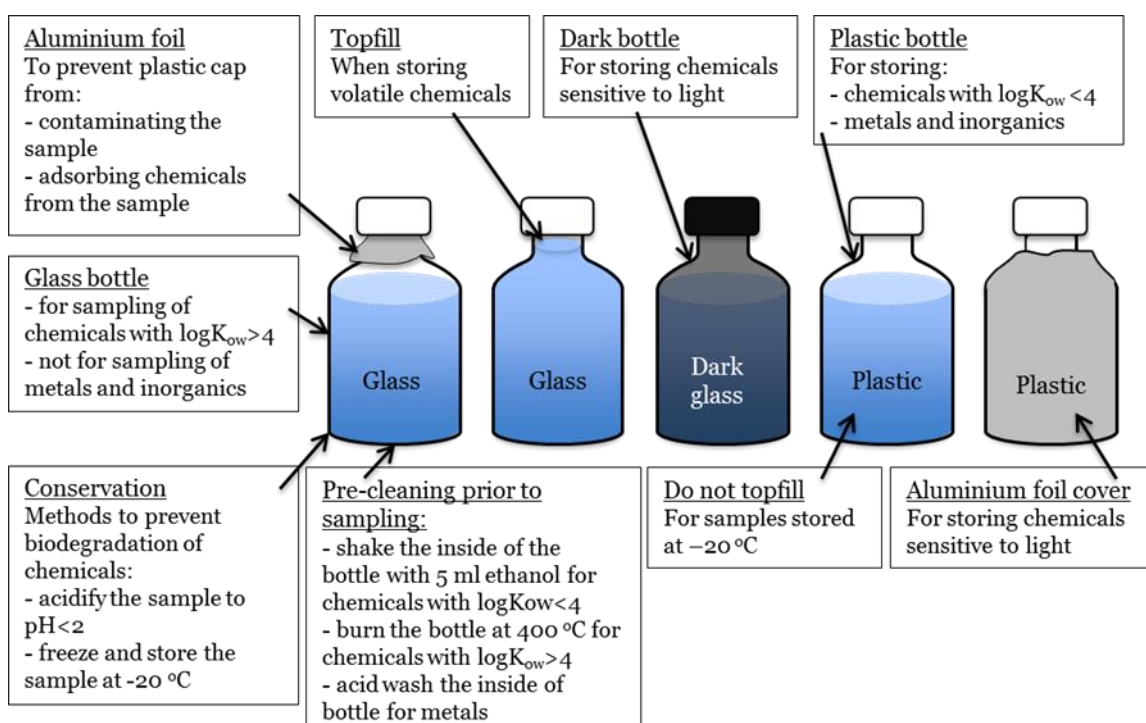 Aluminium foil
To prevent plastic cap
from:
- contaminating the
sample
- adsorbing chemicals
from the sample
Topfill
When storing
volatile chemicals
Dark bottle
For storing chemicals
sensitive to light
Plastic bottle
For storing:
- chemicals with logKow <4
- metals and inorganics
Glass bottle
- for sampling of
chemicals with logKow>4
- not for sampling of
metals and inorganics
Glass
Glass
Dark
glass
Plastic
Plastic
Conservation
Methods to prevent
biodegradation of
chemicals:
- acidify the sample to
pH<2
- freeze and store the
sample at -20 °C
Pre-cleaning prior to
sampling:
- shake the inside of the
bottle with 5 ml ethanol for
chemicals with logKow<4
- burn the bottle at 400 °C for
chemicals with logKow>4
- acid wash the inside of
bottle for metals
Do not topfill
For samples stored
at –20 °C
Aluminium foil cover
For storing chemicals
sensitive to light